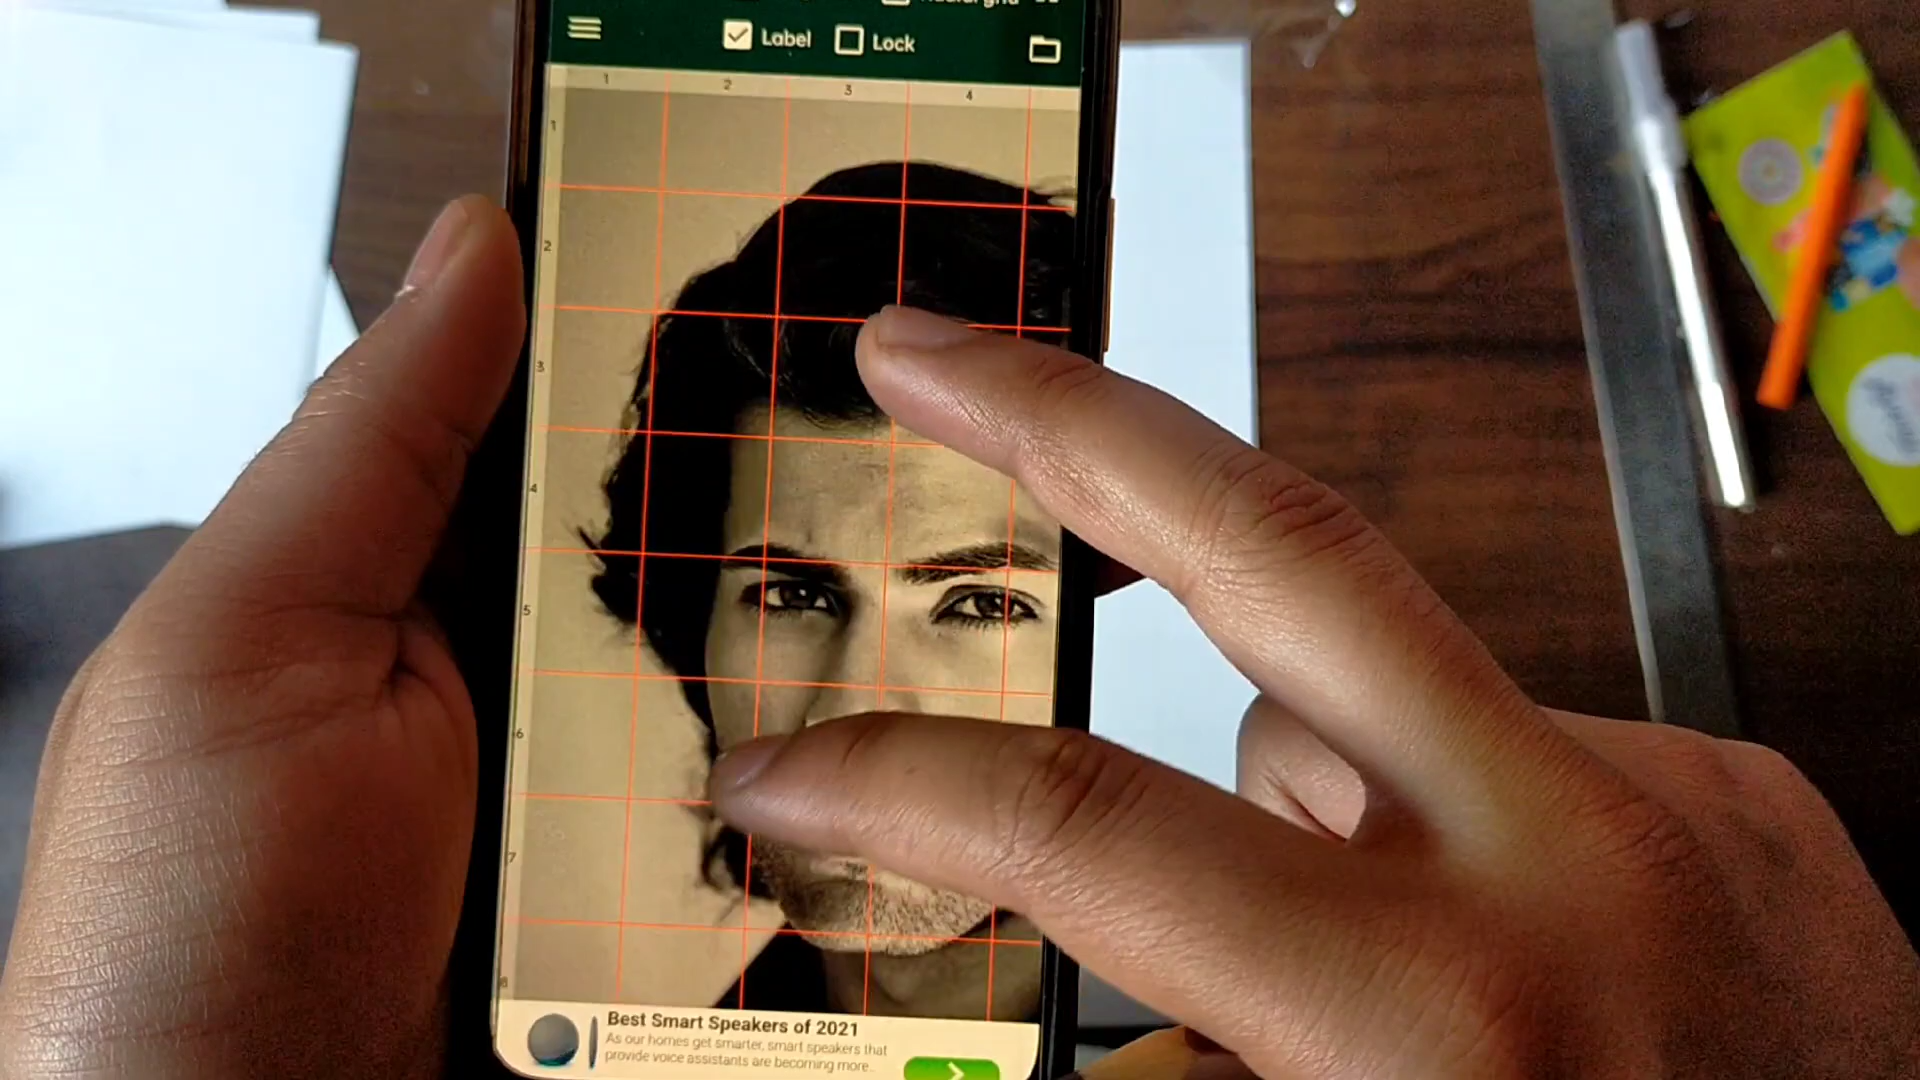 Label Lock
1 2 3 4
1
2
3
4
5
6
7
8
Best Smart Speakers of 2021
As our homes get smarter, smart speakers that
provide voice assistants are becoming more..